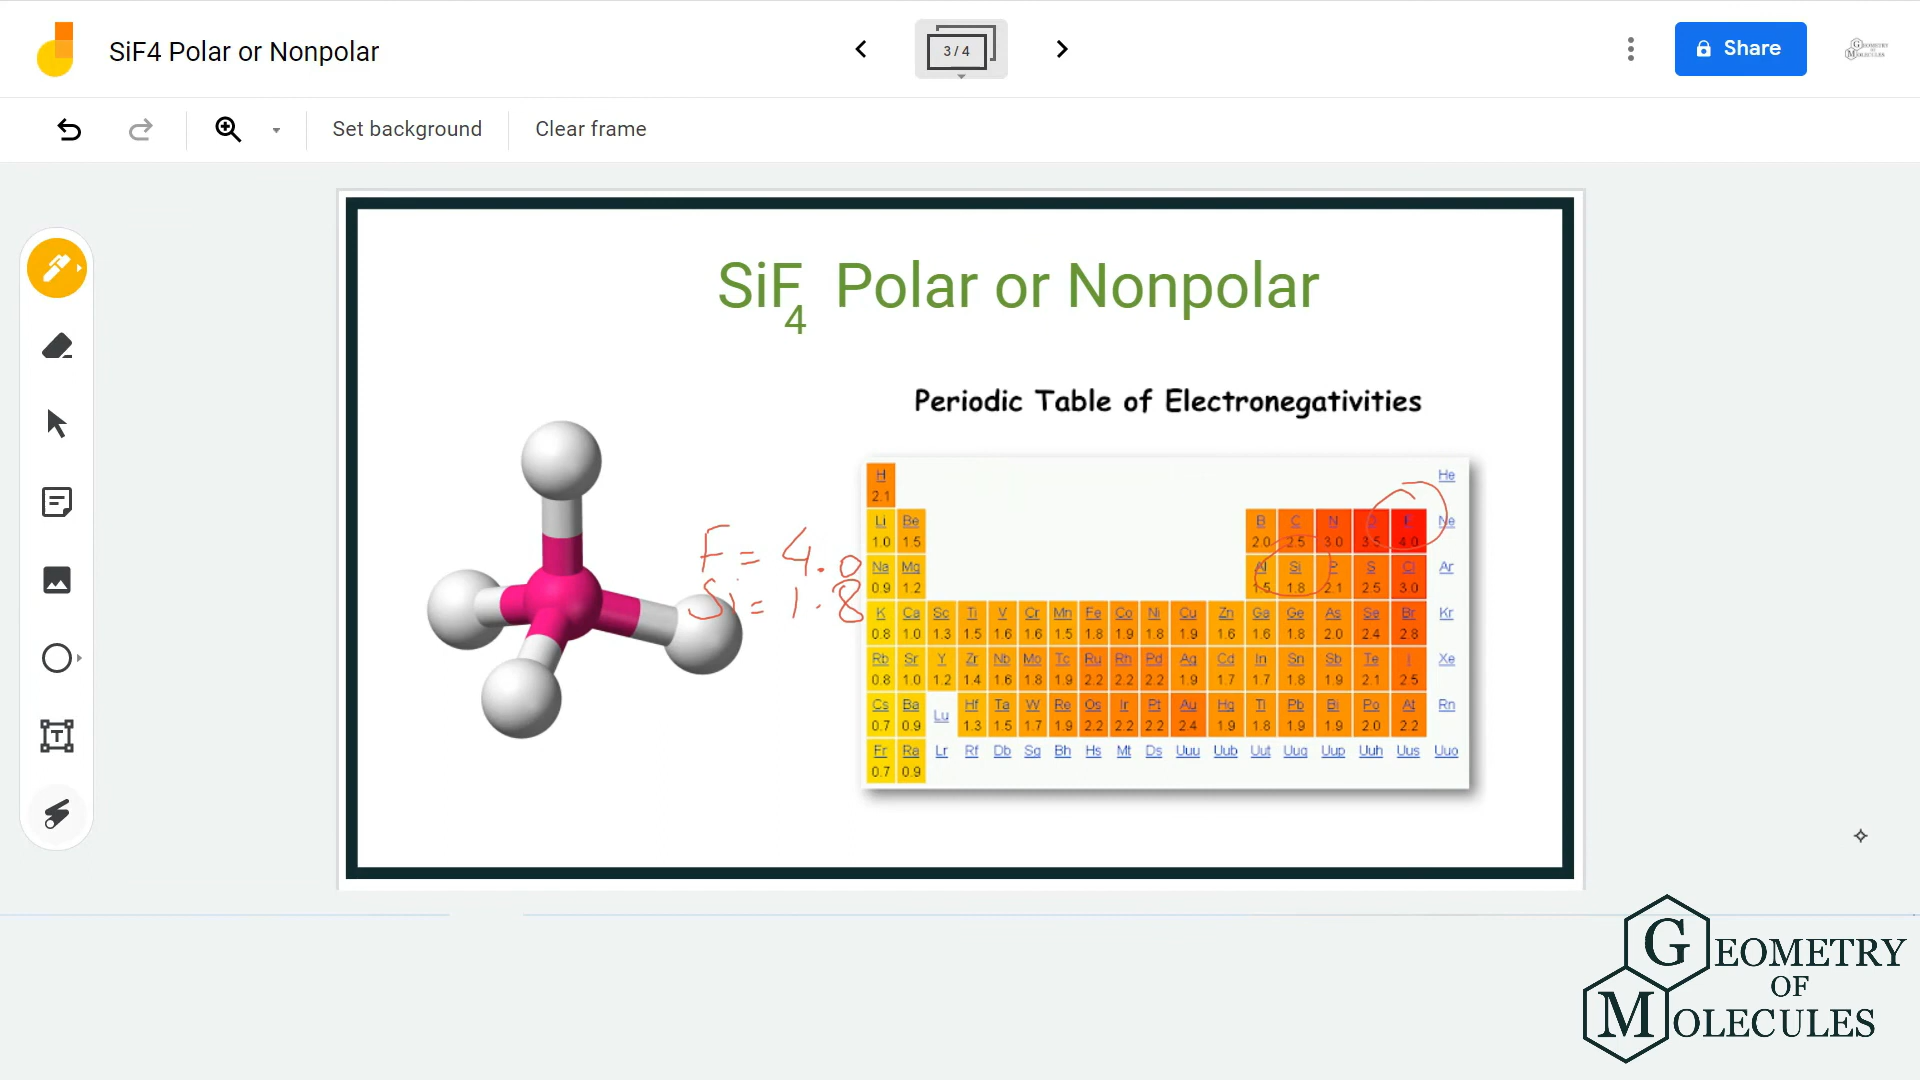 SiF4 Polar or Nonpolar
3 / 4
Share
GEOMETRY OF MOLECULES
Set background
Clear frame
SiF4 Polar or Nonpolar
Periodic Table of Electronegativities
H He
2.1
Li Be B C N O F Ne
1.0 1.5 2.0 2.5 3.0 3.5 4.0
Na Mg Al Si P S Cl Ar
0.9 1.2 1.5 1.8 2.1 2.5 3.0
K Ca Sc Ti V Cr Mn Fe Co Ni Cu Zn Ga Ge As Se Br Kr
0.8 1.0 1.3 1.5 1.6 1.6 1.5 1.8 1.9 1.8 1.9 1.6 1.6 1.8 2.0 2.4 2.8
Rb Sr Y Zr Nb Mo Tc Ru Rh Pd Ag Cd In Sn Sb Te I Xe
0.8 1.0 1.2 1.4 1.6 1.8 1.9 2.2 2.2 2.2 1.9 1.7 1.7 1.8 1.9 2.1 2.5
Cs Ba Lu Hf Ta W Re Os Ir Pt Au Hg Tl Pb Bi Po At Rn
0.7 0.9 1.3 1.5 1.7 1.9 2.2 2.2 2.2 2.4 1.9 1.8 1.9 1.9 2.0 2.2
Fr Ra Lr Rf Db Sg Bh Hs Mt Ds Uuu Uub Uut Uuq Uup Uuh Uus Uuo
0.7 0.9
F = 4.0
Si = 1.8
GEOMETRY
OF
MOLECULES